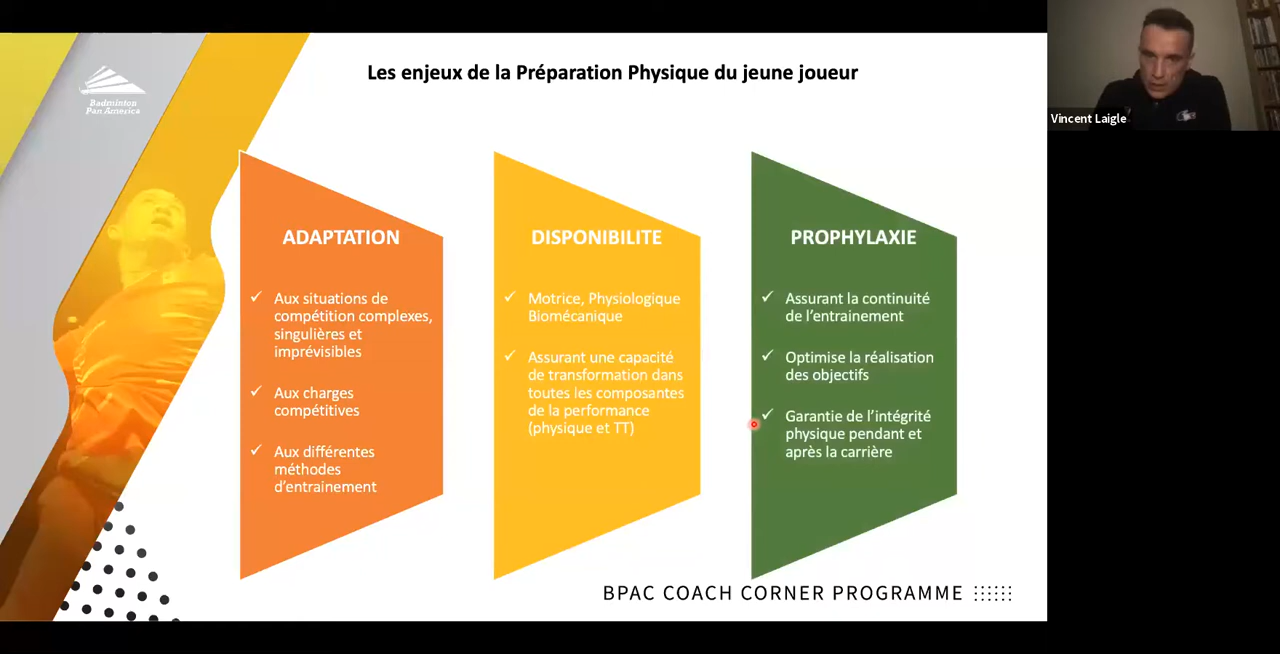 Les enjeux de la Préparation Physique du jeune joueur
Badminton
Pan America
Vincent Laigle
ADAPTATION
Aux situations de
compétition complexes,
singulières et
imprévisibles
Aux charges
compétitives
Aux différentes
méthodes
d'entrainement
DISPONIBILITE
Motrice, Physiologique
Biomécanique
Assurant une capacité
de transformation dans
toutes les composantes
de la performance
(physique et TT)
PROPHYLAXIE
Assurant la continuité
de l'entrainement
Optimise la réalisation
des objectifs
Garantie de l'intégrité
physique pendant et
après la carrière
BPAC COACH CORNER PROGRAMME